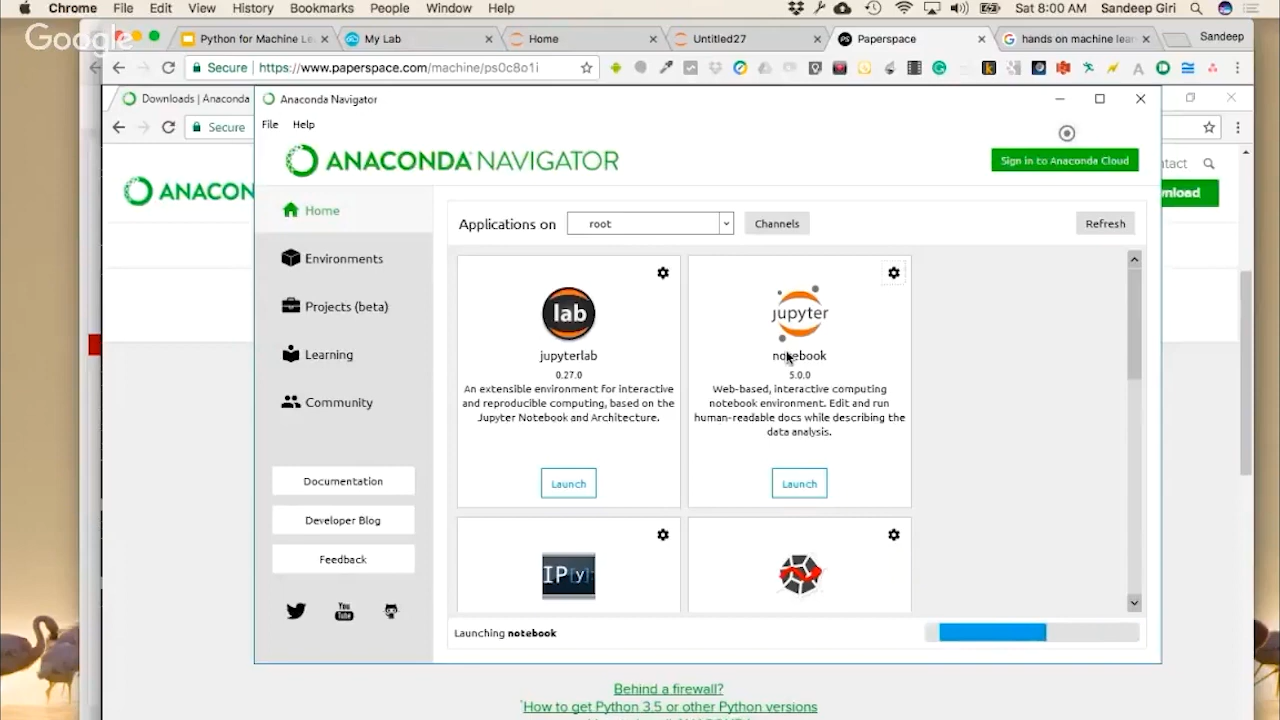 Chrome File Edit View History Bookmarks People Window Help Sat 8:00 AM Sandeep Giri
Google
Python for Machine Le My Lab Home Untitled27 Paperspace hands on machine lear Sandeep
Secure https://www.paperspace.com/machine/ps0c8o1i
Downloads | Anaconda
Secure
Anaconda Navigator
File Help
ANACONDA NAVIGATOR
Sign in to Anaconda Cloud
ntact
ANACON
nload
Home
Environments
Projects (beta)
Learning
Community
Documentation
Developer Blog
Feedback
You
Tube
Applications on root Channels Refresh
lab
jupyterlab
0.27.0
An extensible environment for interactive
and reproducible computing, based on the
Jupyter Notebook and Architecture.
Launch
jupyter
notebook
5.0.0
Web-based, interactive computing
notebook environment. Edit and run
human-readable docs while describing the
data analysis.
Launch
IP[y]:
Launching notebook
Behind a firewall?
How to get Python 3.5 or other Python versions